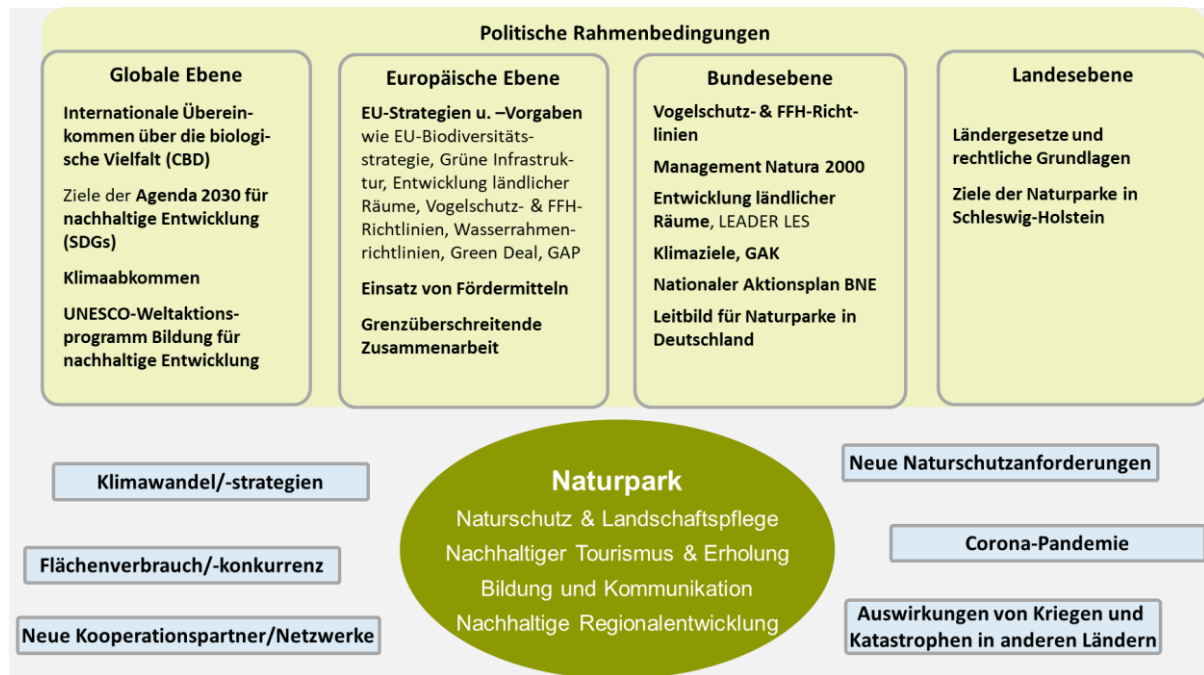 Politische Rahmenbedingungen
Globale Ebene
Internationale Überein-
kommen über die biologi-
sche Vielfalt (CBD)
Ziele der Agenda 2030 für
nachhaltige Entwicklung
(SDGs)
Klimaabkommen
UNESCO-Weltaktions-
programm Bildung für
nachhaltige Entwicklung
Europäische Ebene
EU-Strategien u. –Vorgaben
wie EU-Biodiversitäts-
strategie, Grüne Infrastruk-
tur, Entwicklung ländlicher
Räume, Vogelschutz- & FFH-
Richtlinien, Wasserrahmen-
richtlinien, Green Deal, GAP
Einsatz von Fördermitteln
Grenzüberschreitende
Zusammenarbeit
Bundesebene
Vogelschutz- & FFH-Richt-
linien
Management Natura 2000
Entwicklung ländlicher
Räume, LEADER LES
Klimaziele, GAK
Nationaler Aktionsplan BNE
Leitbild für Naturparke in
Deutschland
Landesebene
Ländergesetze und
rechtliche Grundlagen
Ziele der Naturparke in
Schleswig-Holstein
Klimawandel/-strategien
Flächenverbrauch/-konkurrenz
Neue Kooperationspartner/Netzwerke
Naturpark
Naturschutz & Landschaftspflege
Nachhaltiger Tourismus & Erholung
Bildung und Kommunikation
Nachhaltige Regionalentwicklung
Neue Naturschutzanforderungen
Corona-Pandemie
Auswirkungen von Kriegen und
Katastrophen in anderen Ländern